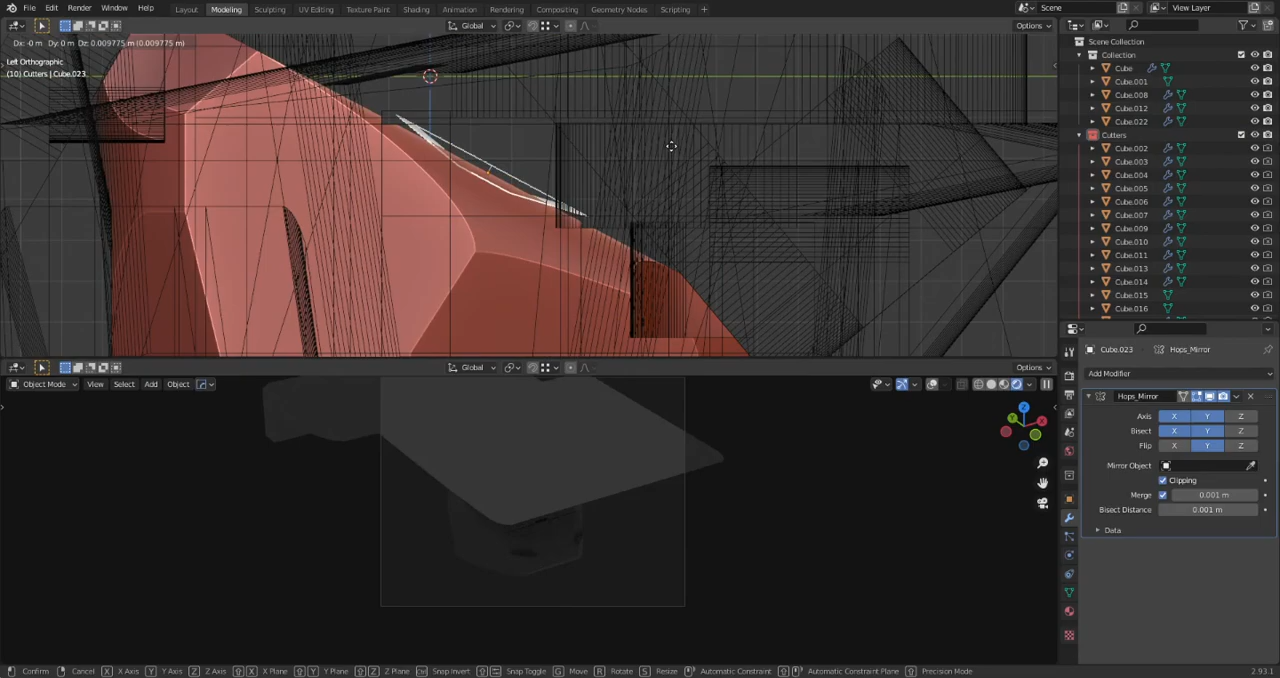 File Edit Render Window Help
Layout Modeling Sculpting UV Editing Texture Paint Shading Animation Rendering Compositing Geometry Nodes Scripting +
Scene
View Layer
Global
Options
Dx: -0 m Dy: 0 m Dz: 0.009775 m (0.009775 m)
Left Orthographic
(10) Cutters | Cube.023
Scene Collection
Collection
Cube
Cube.001
Cube.008
Cube.012
Cube.022
Cutters
Cube.002
Cube.003
Cube.004
Cube.005
Cube.006
Cube.007
Cube.009
Cube.010
Cube.011
Cube.013
Cube.014
Cube.015
Cube.016
Cube.023 Hops_Mirror
Add Modifier
Hops_Mirror
Axis X Y Z
Bisect X Y Z
Flip X Y Z
Mirror Object
Clipping
Merge 0.001 m
Bisect Distance 0.001 m
Data
Global
Options
Object Mode View Select Add Object
Z
Y
X
Confirm Cancel X X Axis Y Y Axis Z Z Axis X X Plane Y Y Plane Z Z Plane Ctrl Snap Invert Snap Toggle G Move R Rotate S Resize Automatic Constraint Automatic Constraint Plane Precision Mode
2.93.1